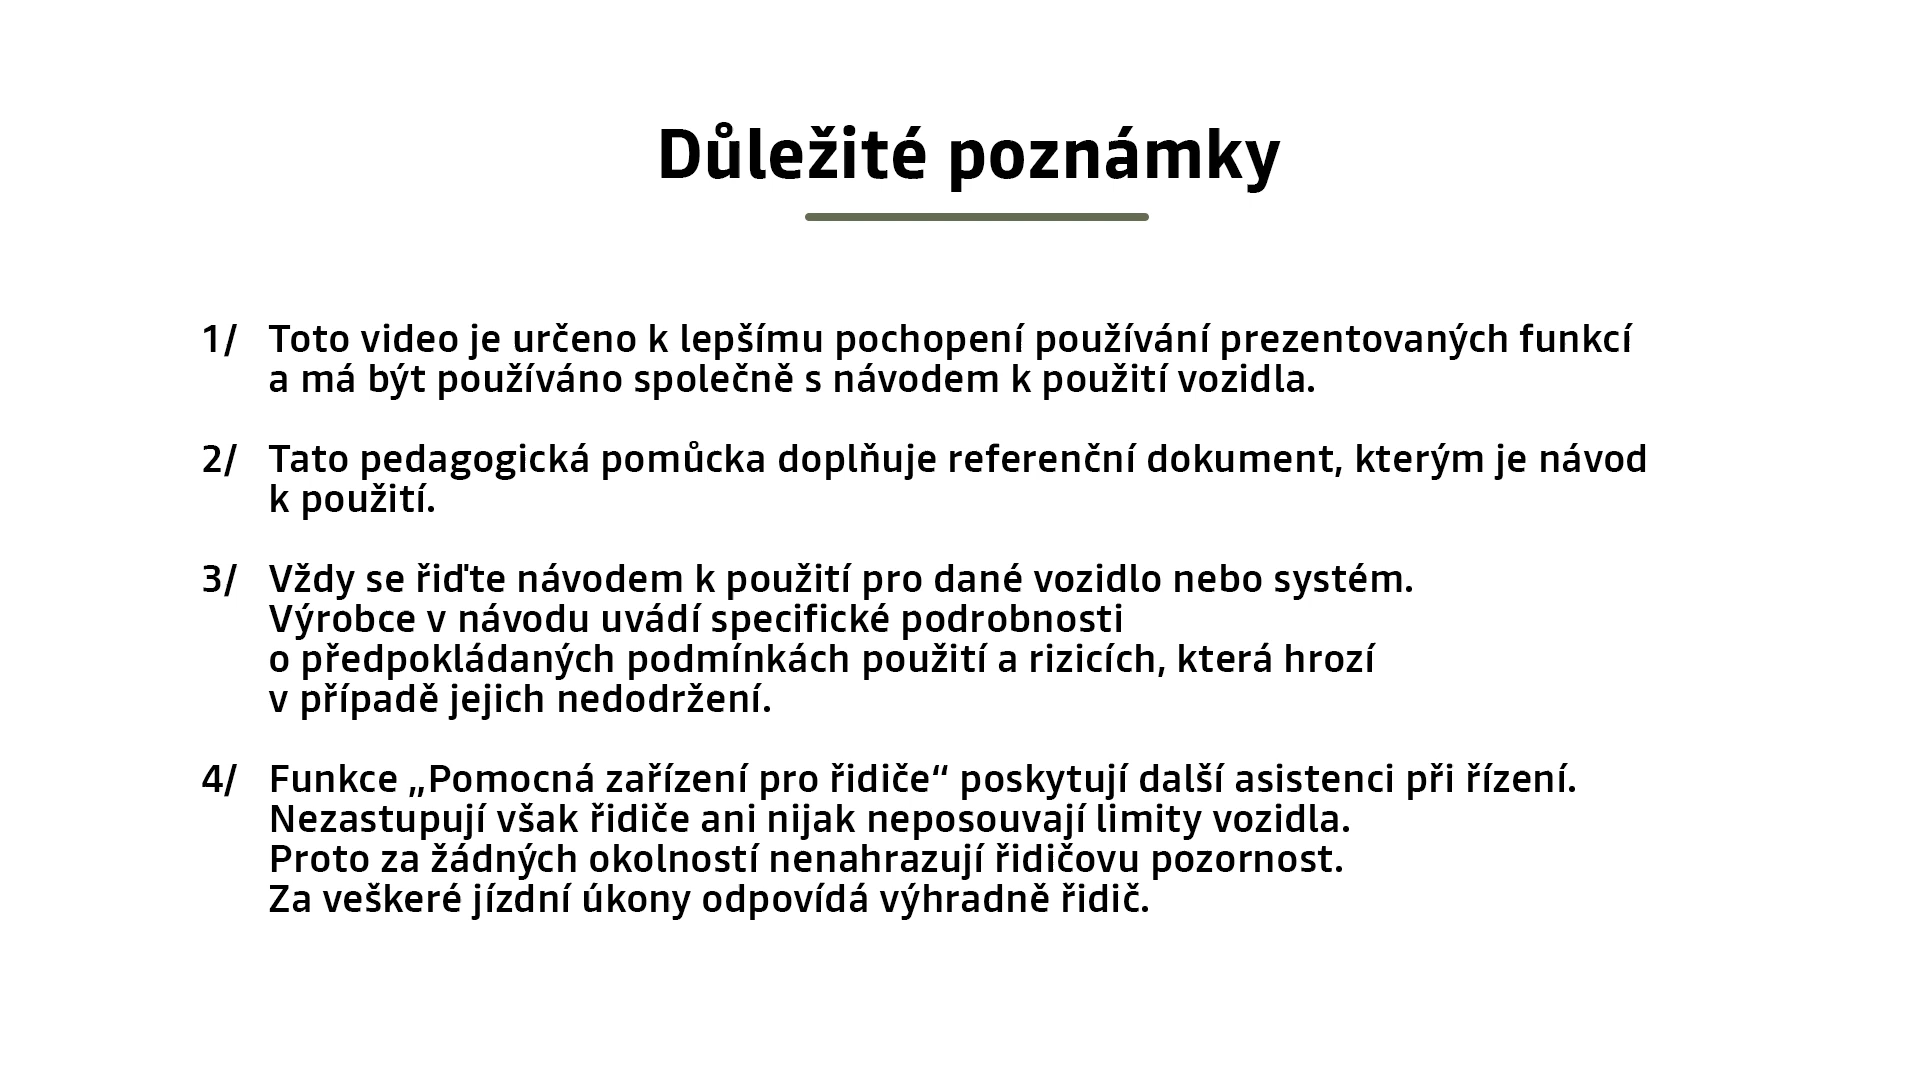 Důležité poznámky
1/ Toto video je určeno k lepšímu pochopení používání prezentovaných funkcí
a má být používáno společně s návodem k použití vozidla.
2/ Tato pedagogická pomůcka doplňuje referenční dokument, kterým je návod
k použití.
3/ Vždy se řiďte návodem k použití pro dané vozidlo nebo systém.
Výrobce v návodu uvádí specifické podrobnosti
o předpokládaných podmínkách použití a rizicích, která hrozí
v případě jejich nedodržení.
4/ Funkce „Pomocná zařízení pro řidiče“ poskytují další asistenci při řízení.
Nezastupují však řidiče ani nijak neposouvají limity vozidla.
Proto za žádných okolností nenahrazují řidičovu pozornost.
Za veškeré jízdní úkony odpovídá výhradně řidič.